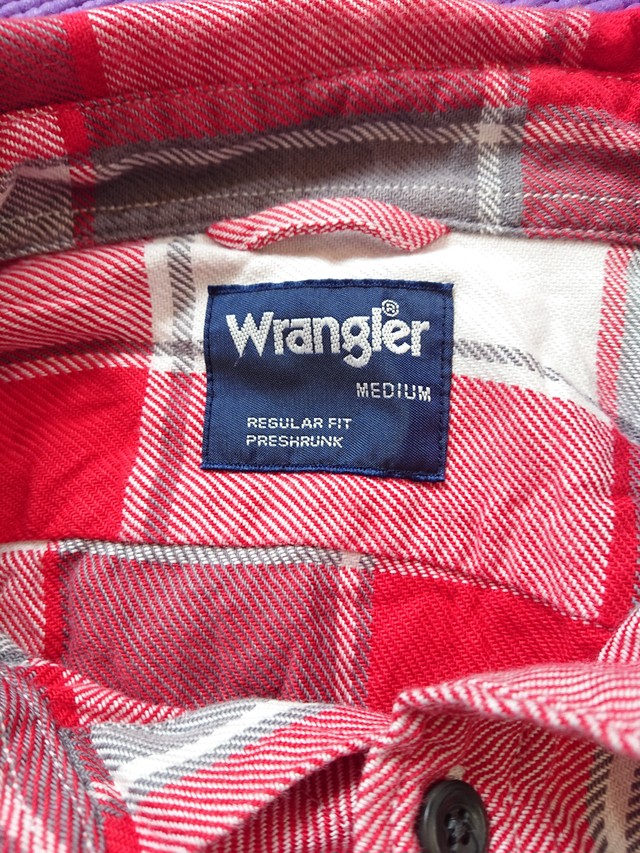 Wrangler®
MEDIUM
REGULAR FIT
PRESHRUNK